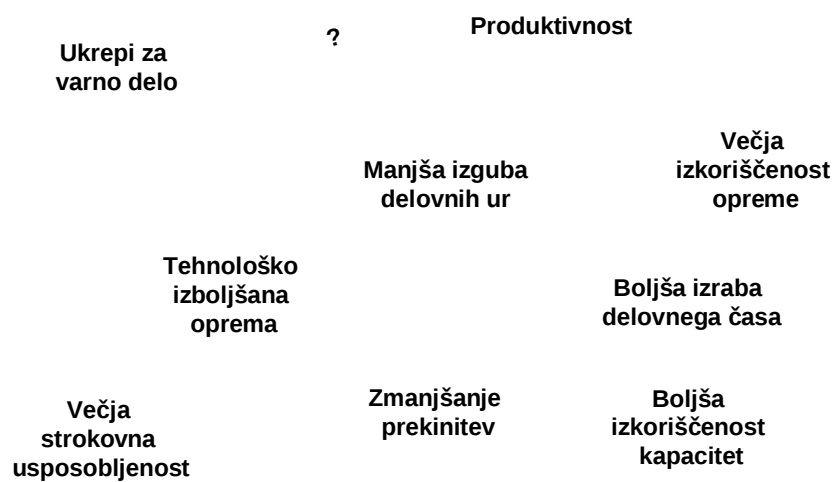 Ukrepi za
varno delo
?
Produktivnost
Manjša izguba
delovnih ur
Večja
izkoriščenost
opreme
Tehnološko
izboljšana
oprema
Boljša izraba
delovnega časa
Večja
strokovna
usposobljenost
Zmanjšanje
prekinitev
Boljša
izkoriščenost
kapacitet